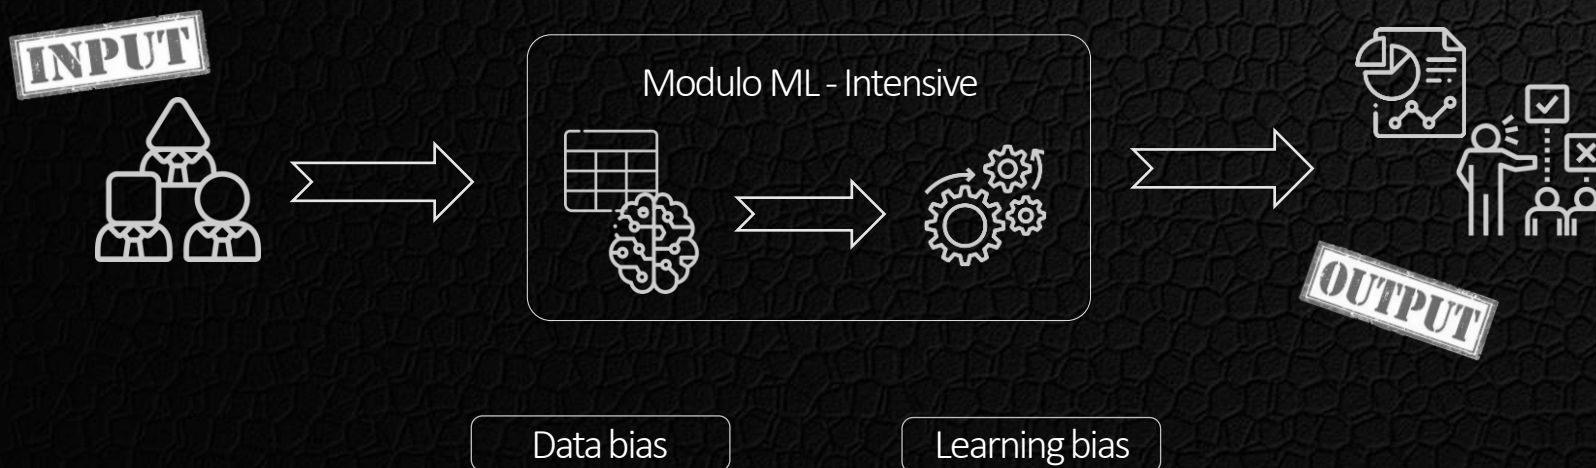 INPUT
Modulo ML - Intensive
OUTPUT
Data bias
Learning bias